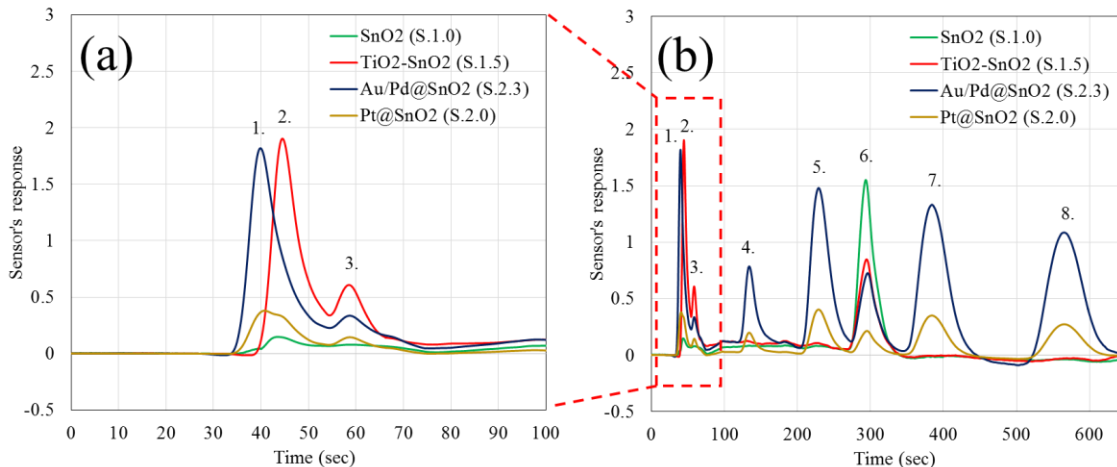 (a)
SnO2 (S.1.0)
TiO2-SnO2 (S.1.5)
Au/Pd@SnO2 (S.2.3)
Pt@SnO2 (S.2.0)
3
2.5
2
1.5
1
0.5
0
-0.5
Sensor's response
1.
2.
3.
0 10 20 30 40 50 60 70 80 90 100
Time (sec)
(b)
SnO2 (S.1.0)
TiO2-SnO2 (S.1.5)
Au/Pd@SnO2 (S.2.3)
Pt@SnO2 (S.2.0)
3
2.5
2
1.5
1
0.5
0
-0.5
Sensor's response
1.
2.
3.
4.
5.
6.
7.
8.
0 100 200 300 400 500 600
Time (sec)